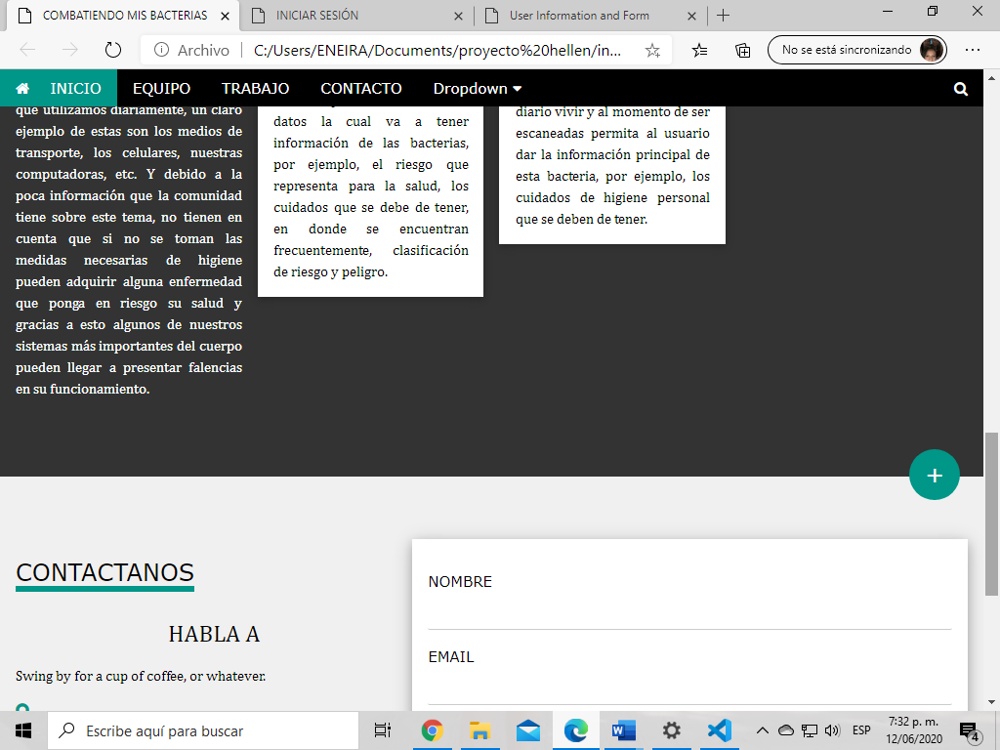 COMBATIENDO MIS BACTERIAS
INICIAR SESIÓN
User Information and Form
Archivo
C:/Users/ENEIRA/Documents/proyecto%20hellen/in...
No se está sincronizando
INICIO
EQUIPO
TRABAJO
CONTACTO
Dropdown
que utilizamos diariamente, un claro
ejemplo de estas son los medios de
transporte, los celulares, nuestras
computadoras, etc. Y debido a la
poca información que la comunidad
tiene sobre este tema, no tienen en
cuenta que si no se toman las
medidas necesarias de higiene
pueden adquirir alguna enfermedad
que ponga en riesgo su salud y
gracias a esto algunos de nuestros
sistemas más importantes del cuerpo
pueden llegar a presentar falencias
en su funcionamiento.
datos la cual va a tener
información de las bacterias,
por ejemplo, el riesgo que
representa para la salud, los
cuidados que se debe de tener,
en donde se encuentran
frecuentemente, clasificación
de riesgo y peligro.
diario vivir y al momento de ser
escaneadas permita al usuario
dar la información principal de
esta bacteria, por ejemplo, los
cuidados de higiene personal
que se deben de tener.
+
CONTACTANOS
HABLA A
Swing by for a cup of coffee, or whatever.
NOMBRE
EMAIL
Escribe aquí para buscar
ESP
7:32 p. m.
12/06/2020
4